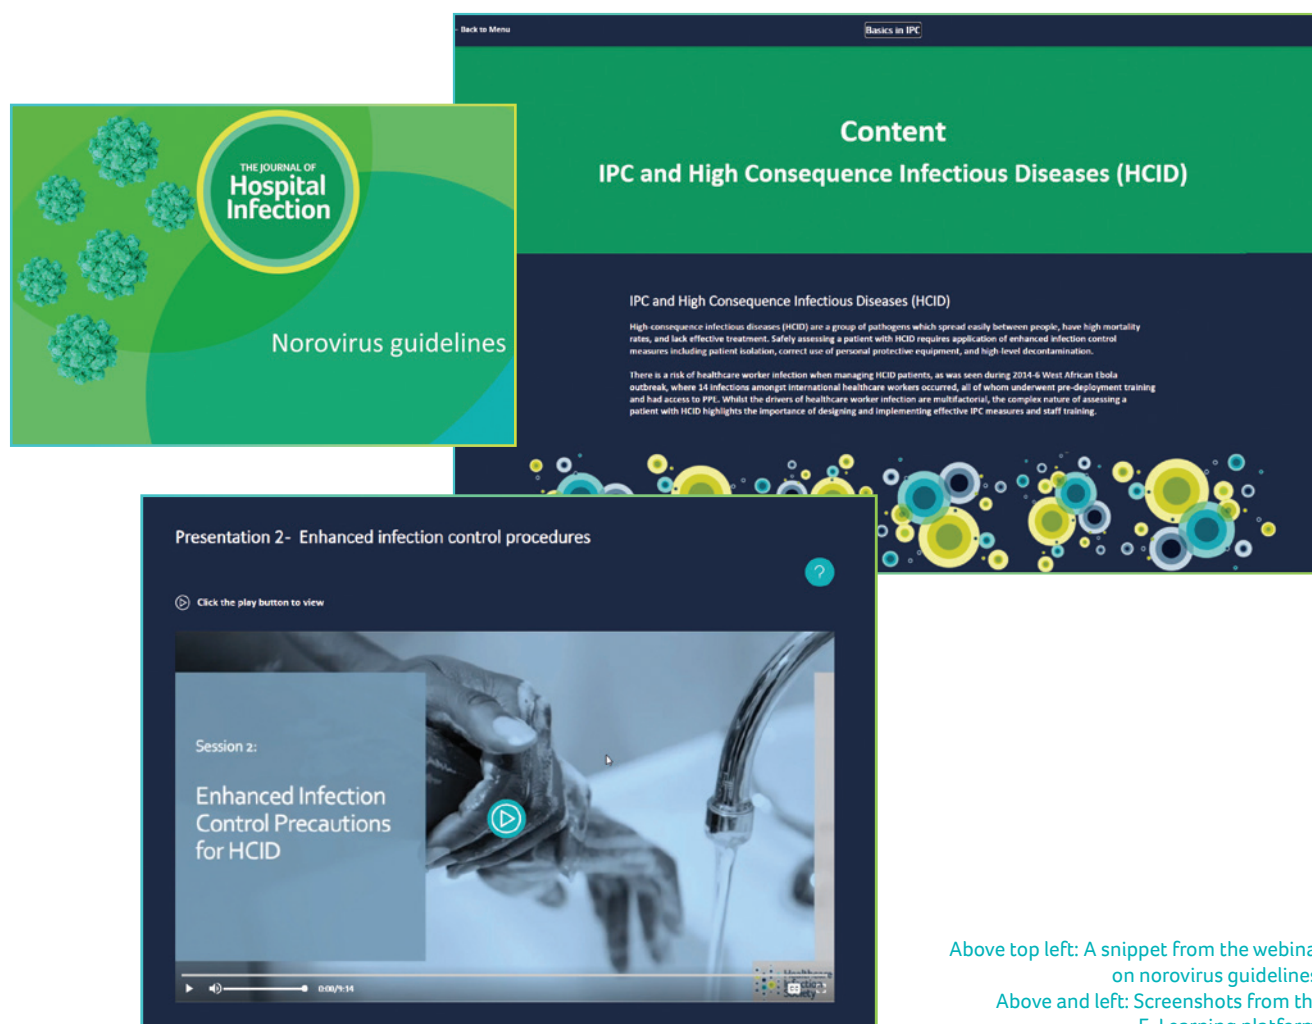 Back to Menu
Basics in IPC
Content
IPC and High Consequence Infectious Diseases (HCID)
THE JOURNAL OF
Hospital
Infection
Norovirus guidelines
IPC and High Consequence Infectious Diseases (HCID)
High-consequence infectious diseases (HCID) are a group of pathogens which spread easily between people, have high mortality
rates, and lack effective treatment. Safely assessing a patient with HCID requires application of enhanced infection control
measures including patient isolation, correct use of personal protective equipment, and high-level decontamination.
There is a risk of healthcare worker infection when managing HCID patients, as was seen during 2014-6 West African Ebola
outbreak, where 14 infections amongst international healthcare workers occurred, all of whom underwent pre-deployment training
and had access to PPE. Whilst the drivers of healthcare worker infection are multifactorial, the complex nature of assessing a
patient with HCID highlights the importance of designing and implementing effective IPC measures and staff training.
Presentation 2- Enhanced infection control procedures
?
Click the play button to view
Session 2:
Enhanced Infection
Control Precautions
for HCID
0:00/9:14
Healthcare
Infection
Society
Above top left: A snippet from the webina
on norovirus guidelines
Above and left: Screenshots from th
E-Learning platform